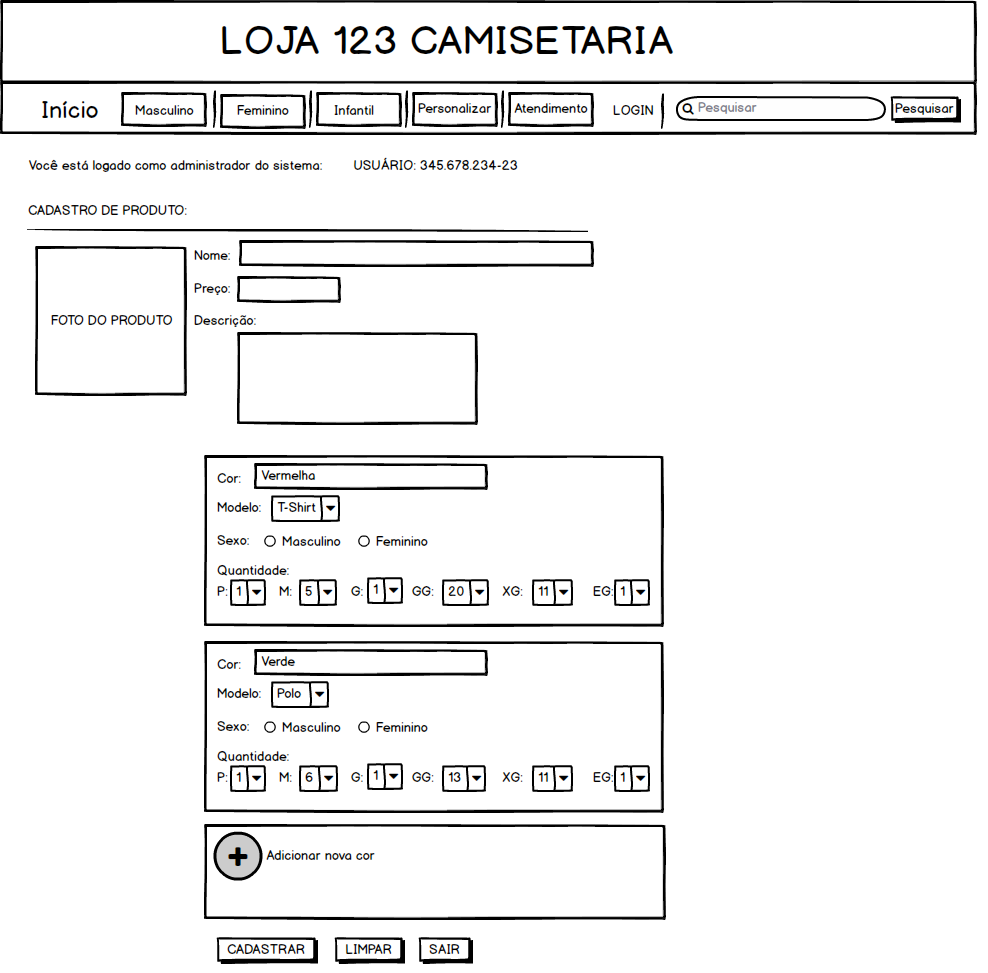 LOJA 123 CAMISETARIA
Início Masculino Feminino Infantil Personalizar Atendimento LOGIN Pesquisar Pesquisar
Você está logado como administrador do sistema: USUÁRIO: 345.678.234-23
CADASTRO DE PRODUTO:
Nome:
Preço:
FOTO DO PRODUTO Descrição:
Cor: Vermelha
Modelo: T-Shirt
Sexo: Masculino Feminino
Quantidade:
P: 1 M: 5 G: 1 GG: 20 XG: 11 EG: 1
Cor: Verde
Modelo: Polo
Sexo: Masculino Feminino
Quantidade:
P: 1 M: 6 G: 1 GG: 13 XG: 11 EG: 1
Adicionar nova cor
CADASTRAR LIMPAR SAIR